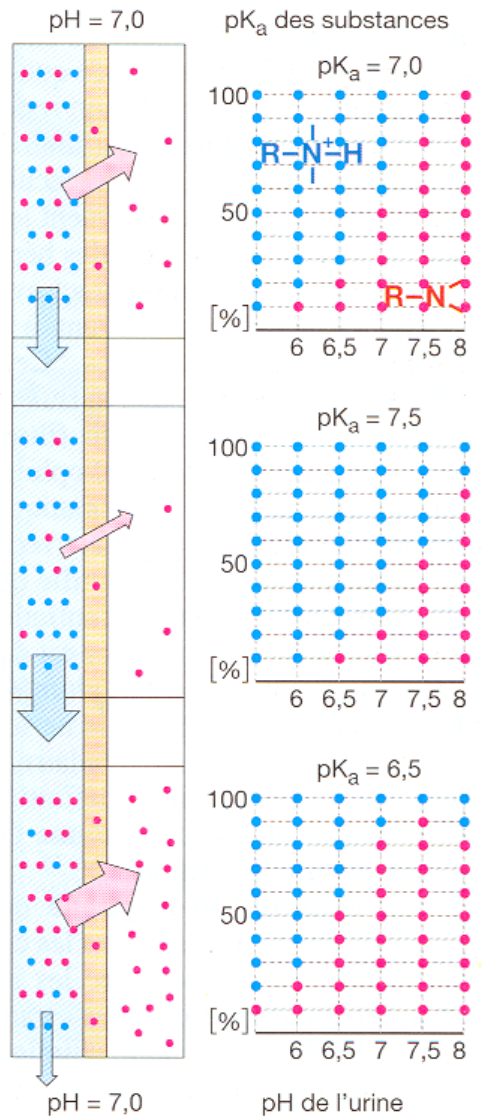 pH = 7,0
pKa des substances
pKa = 7,0
100
R–N⁺–H
50
R–N
[%]
6 6,5 7 7,5 8
pKa = 7,5
100
50
[%]
6 6,5 7 7,5 8
pKa = 6,5
100
50
[%]
6 6,5 7 7,5 8
pH = 7,0
pH de l'urine